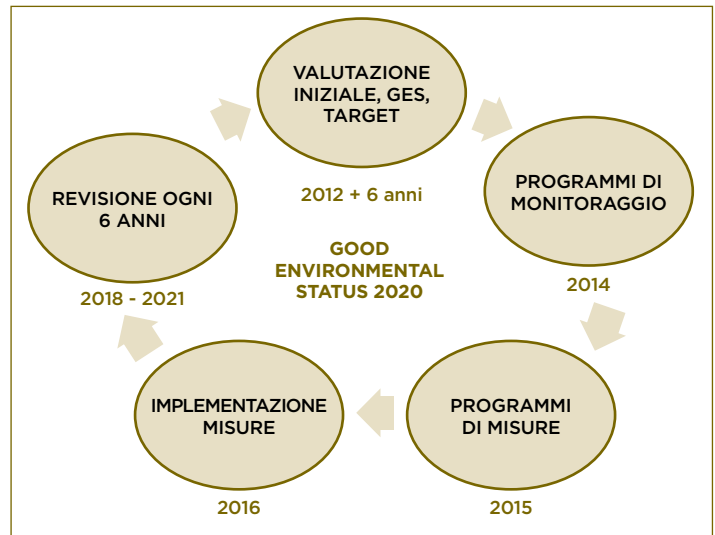 VALUTAZIONE
INIZIALE, GES,
TARGET
2012 + 6 anni
PROGRAMMI DI
MONITORAGGIO
2014
PROGRAMMI
DI MISURE
2015
IMPLEMENTAZIONE
MISURE
2016
REVISIONE OGNI
6 ANNI
2018 - 2021
GOOD
ENVIRONMENTAL
STATUS 2020